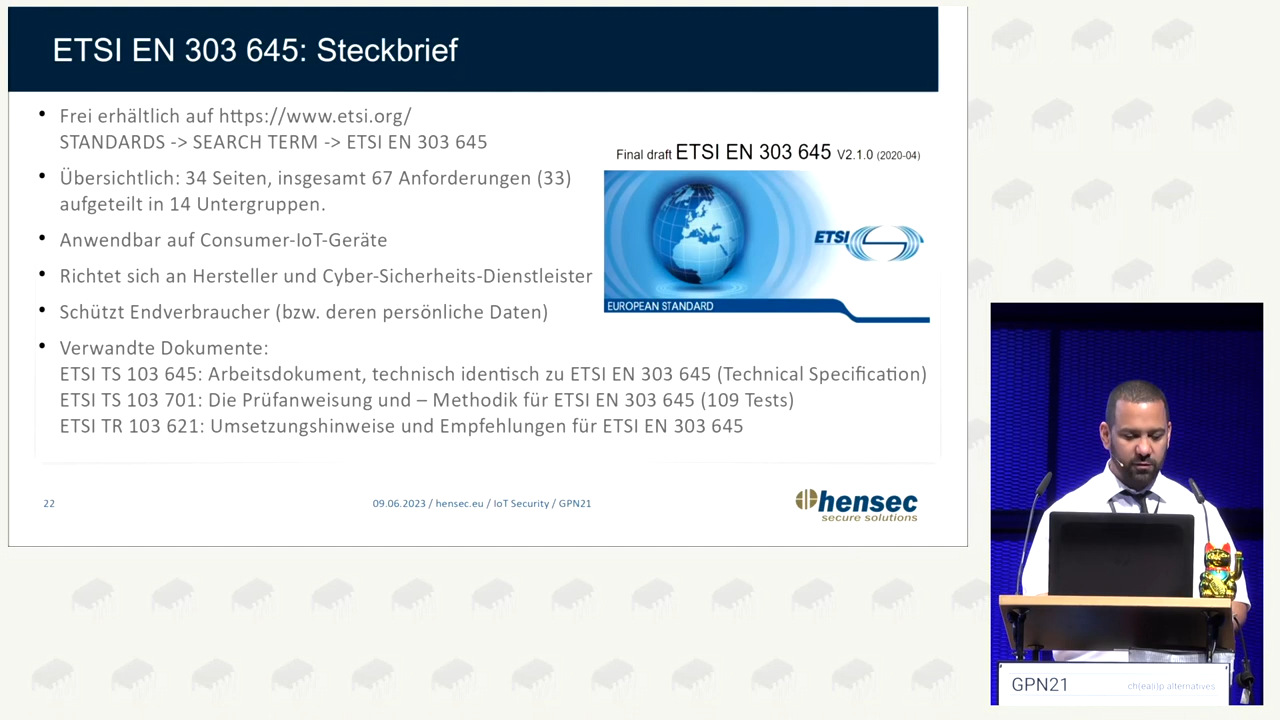 ETSI EN 303 645: Steckbrief
• Frei erhältlich auf https://www.etsi.org/
STANDARDS -> SEARCH TERM -> ETSI EN 303 645
• Übersichtlich: 34 Seiten, insgesamt 67 Anforderungen (33)
aufgeteilt in 14 Untergruppen.
• Anwendbar auf Consumer-IoT-Geräte
• Richtet sich an Hersteller und Cyber-Sicherheits-Dienstleister
• Schützt Endverbraucher (bzw. deren persönliche Daten)
• Verwandte Dokumente:
ETSI TS 103 645: Arbeitsdokument, technisch identisch zu ETSI EN 303 645 (Technical Specification)
ETSI TS 103 701: Die Prüfanweisung und – Methodik für ETSI EN 303 645 (109 Tests)
ETSI TR 103 621: Umsetzungshinweise und Empfehlungen für ETSI EN 303 645
Final draft ETSI EN 303 645 V2.1.0 (2020-04)
ETSI
EUROPEAN STANDARD
22
09.06.2023 / hensec.eu / IoT Security / GPN21
hensec
secure solutions
GPN21
ch(ea)ip alternatives